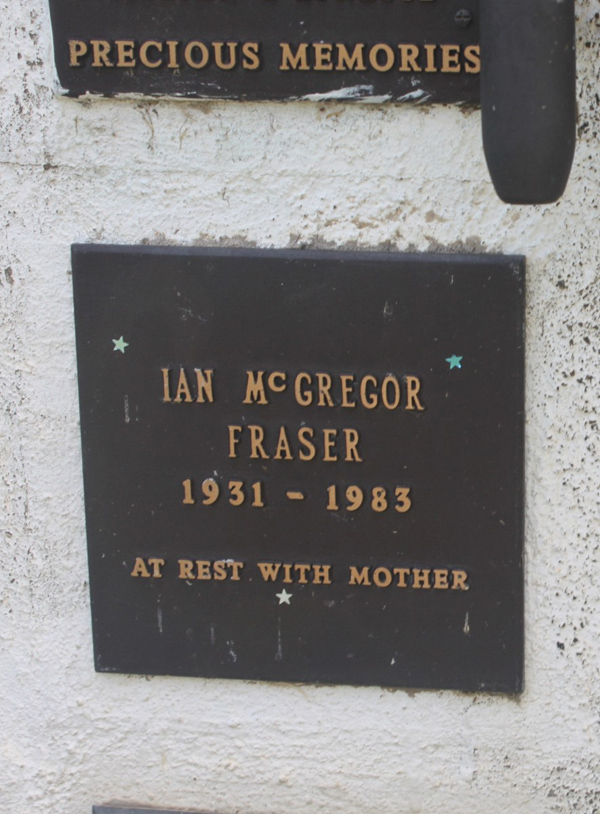 PRECIOUS MEMORIES
IAN McGREGOR
FRASER
1931 - 1983
AT REST WITH MOTHER